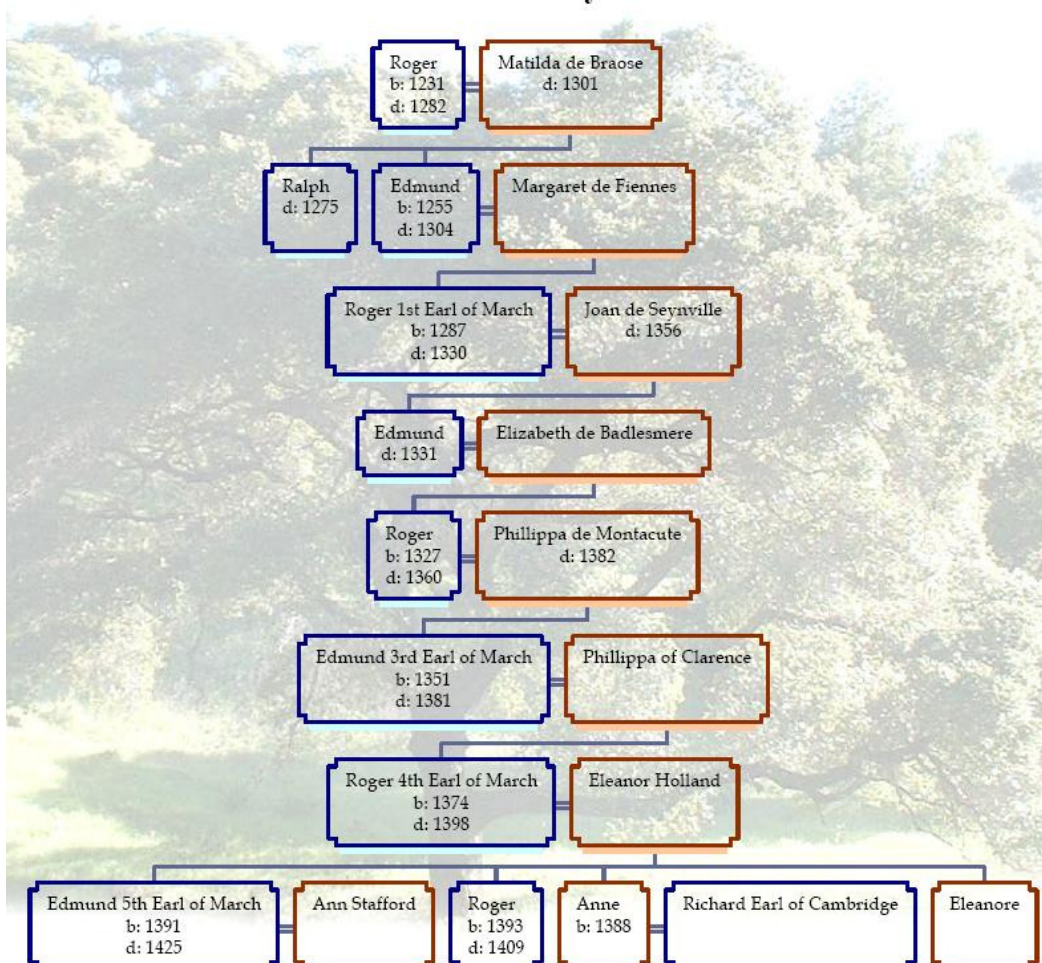 Roger
b: 1231
d: 1282
Matilda de Braose
d: 1301
Ralph
d: 1275
Edmund
b: 1255
d: 1304
Margaret de Fiennes
Roger 1st Earl of March
b: 1287
d: 1330
Joan de Seynville
d: 1356
Edmund
d: 1331
Elizabeth de Badlesmere
Roger
b: 1327
d: 1360
Phillippa de Montacute
d: 1382
Edmund 3rd Earl of March
b: 1351
d: 1381
Phillippa of Clarence
Roger 4th Earl of March
b: 1374
d: 1398
Eleanor Holland
Edmund 5th Earl of March
b: 1391
d: 1425
Ann Stafford
Roger
b: 1393
d: 1409
Anne
b: 1388
Richard Earl of Cambridge
Eleanore